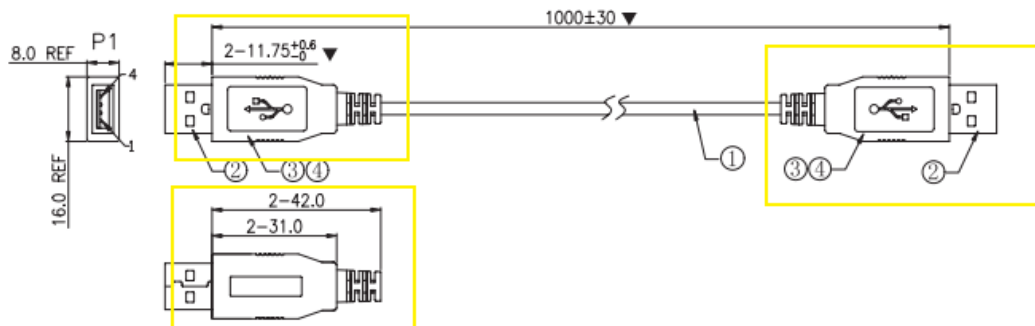 1000±30 ▼
P1
8.0 REF
2-11.75+0.6 -0 ▼
4
1
16.0 REF
②
③④
①
③④
②
2-42.0
2-31.0